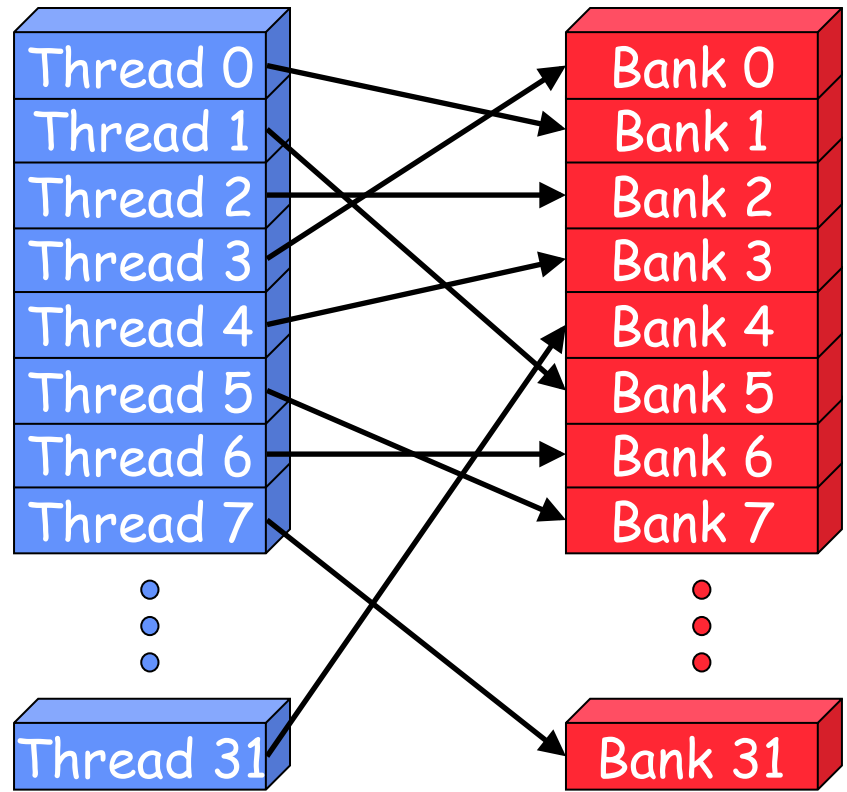 Thread 0
Thread 1
Thread 2
Thread 3
Thread 4
Thread 5
Thread 6
Thread 7
Thread 31
Bank 0
Bank 1
Bank 2
Bank 3
Bank 4
Bank 5
Bank 6
Bank 7
Bank 31